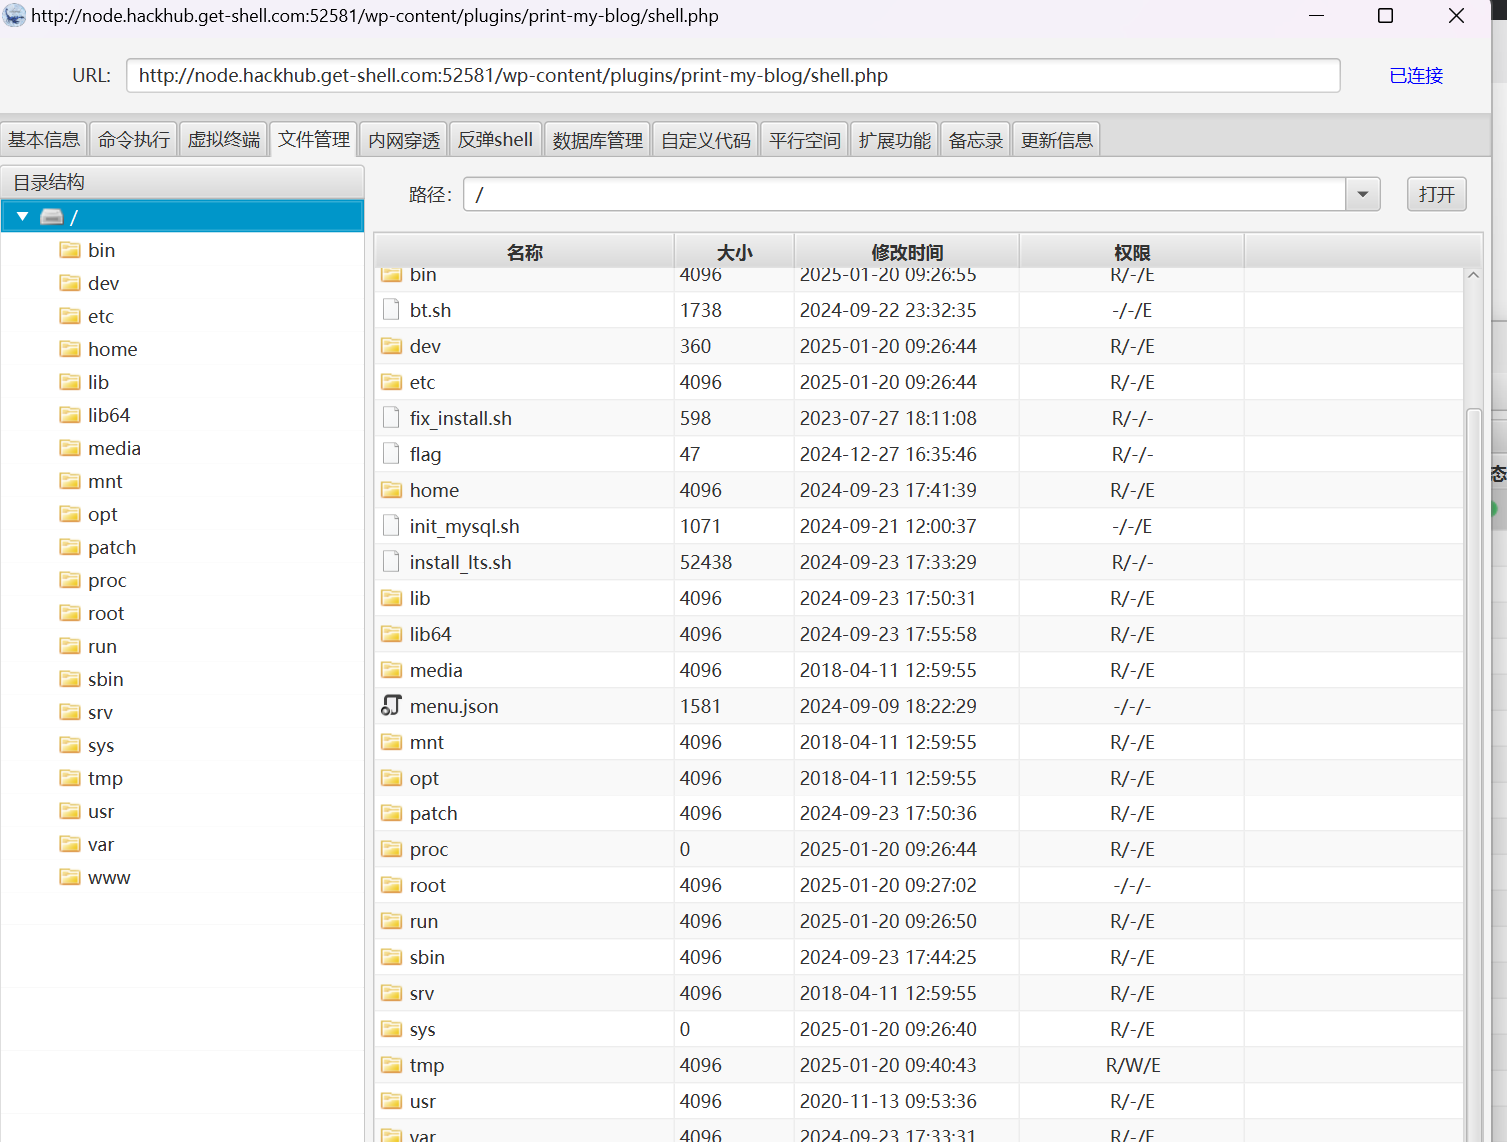 http://node.hackhub.get-shell.com:52581/wp-content/plugins/print-my-blog/shell.php
URL: http://node.hackhub.get-shell.com:52581/wp-content/plugins/print-my-blog/shell.php 已连接
基本信息 命令执行 虚拟终端 文件管理 内网穿透 反弹shell 数据库管理 自定义代码 平行空间 扩展功能 备忘录 更新信息
目录结构
/
bin
dev
etc
home
lib
lib64
media
mnt
opt
patch
proc
root
run
sbin
srv
sys
tmp
usr
var
www
路径: / 打开
名称 大小 修改时间 权限
bin 4096 2025-01-20 09:26:55 R/-/E
bt.sh 1738 2024-09-22 23:32:35 -/-/E
dev 360 2025-01-20 09:26:44 R/-/E
etc 4096 2025-01-20 09:26:44 R/-/E
fix_install.sh 598 2023-07-27 18:11:08 R/-/-
flag 47 2024-12-27 16:35:46 R/-/-
home 4096 2024-09-23 17:41:39 R/-/E
init_mysql.sh 1071 2024-09-21 12:00:37 -/-/E
install_lts.sh 52438 2024-09-23 17:33:29 R/-/-
lib 4096 2024-09-23 17:50:31 R/-/E
lib64 4096 2024-09-23 17:55:58 R/-/E
media 4096 2018-04-11 12:59:55 R/-/E
menu.json 1581 2024-09-09 18:22:29 -/-/-
mnt 4096 2018-04-11 12:59:55 R/-/E
opt 4096 2018-04-11 12:59:55 R/-/E
patch 4096 2024-09-23 17:50:36 R/-/E
proc 0 2025-01-20 09:26:44 R/-/E
root 4096 2025-01-20 09:27:02 -/-/-
run 4096 2025-01-20 09:26:50 R/-/E
sbin 4096 2024-09-23 17:44:25 R/-/E
srv 4096 2018-04-11 12:59:55 R/-/E
sys 0 2025-01-20 09:26:40 R/-/E
tmp 4096 2025-01-20 09:40:43 R/W/E
usr 4096 2020-11-13 09:53:36 R/-/E
var 4096 2024-09-23 17:33:31 R/-/E
态